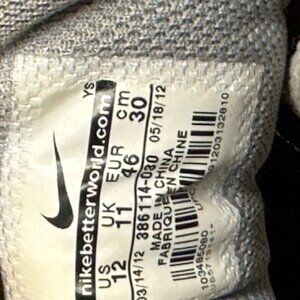 nikebetterworld.com
YS
US UK EUR cm
12 11 46 30
03/14/12 386114-030 05/18/12
MADE IN CHINA
FABRIQUE EN CHINE
103485080